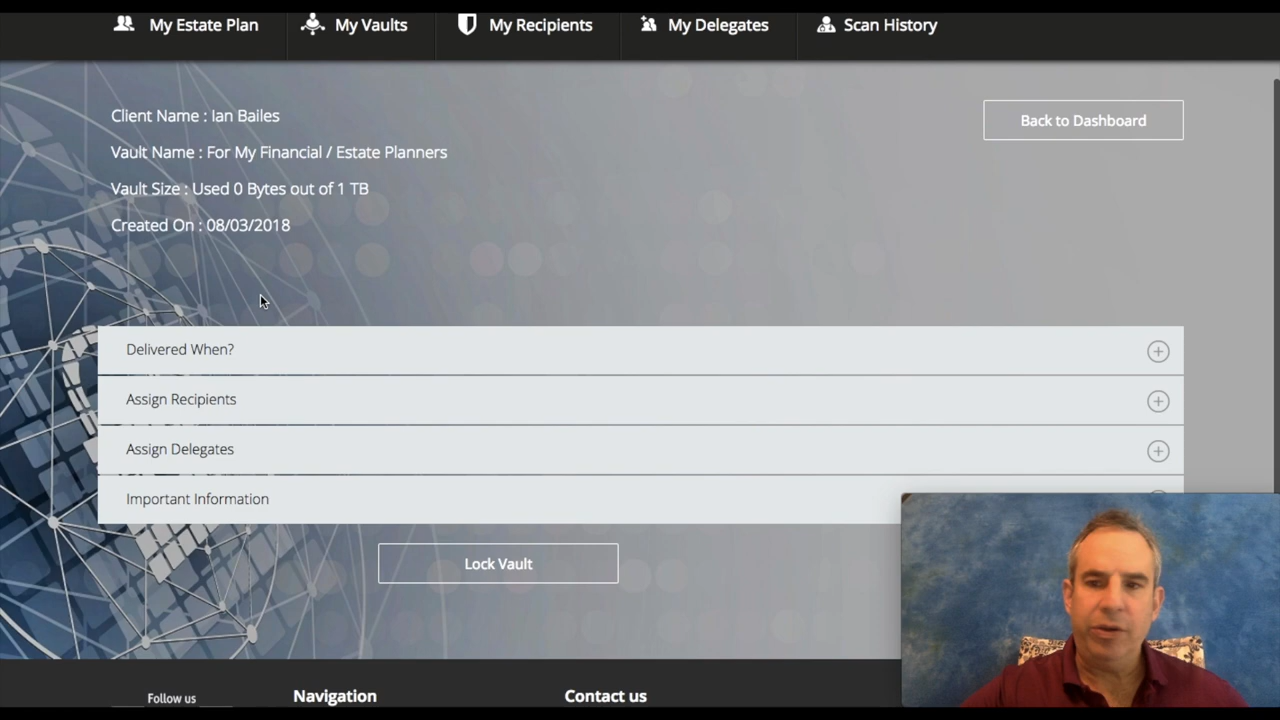 My Estate Plan
My Vaults
My Recipients
My Delegates
Scan History
Client Name : Ian Bailes
Back to Dashboard
Vault Name : For My Financial / Estate Planners
Vault Size : Used 0 Bytes out of 1 TB
Created On : 08/03/2018
Delivered When?
Assign Recipients
Assign Delegates
Important Information
Lock Vault
Follow us
Navigation
Contact us